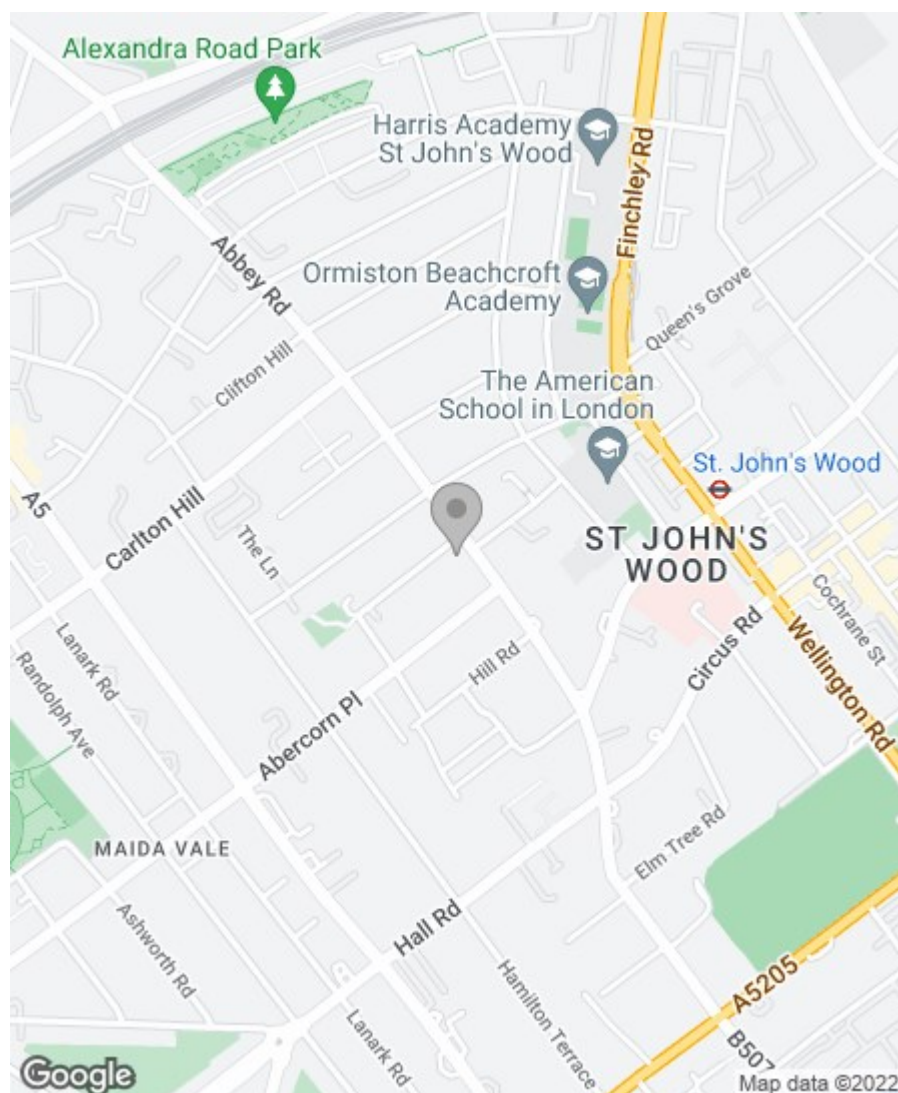 Alexandra Road Park
Harris Academy
St John's Wood
Finchley Rd
Abbey Rd
Ormiston Beachcroft
Academy
Queen's Grove
Clifton Hill
The American
School in London
St. John's Wood
A5
Carlton Hill
The Ln
ST JOHN'S
WOOD
Cochrane St
Lanark Rd
Randolph Ave
Hill Rd
Circus Rd
Wellington Rd
Abercorn Pl
MAIDA VALE
Elm Tree Rd
Ashworth Rd
Hall Rd
Hamilton Terrace
A5205
Lanark Rd
B507
Google
Map data ©2022